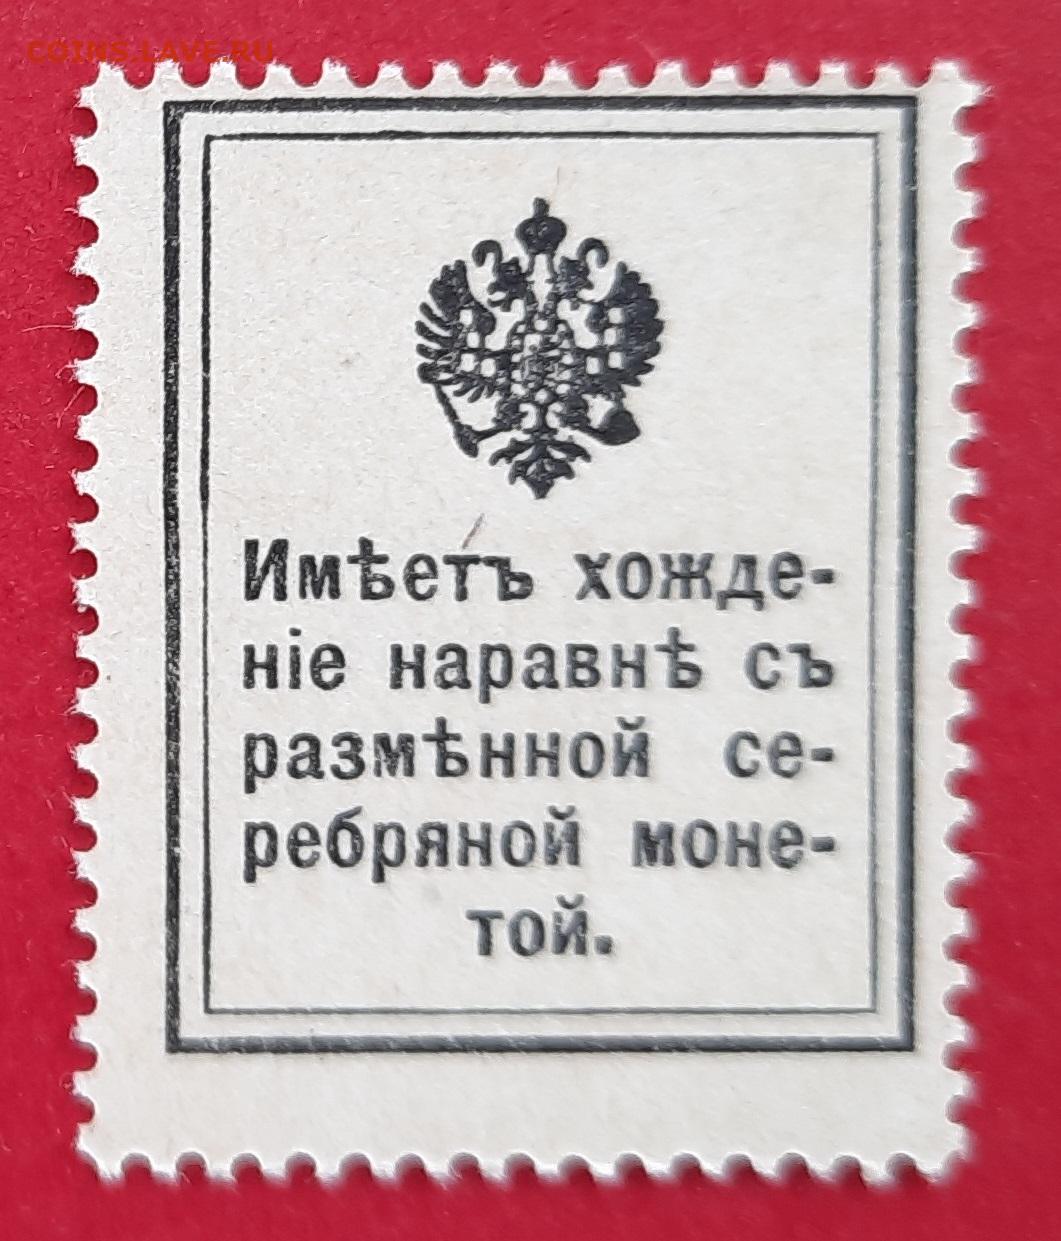 COINS.LAVE.RU
Имѣетъ хожде-
ніе наравнѣ съ
размѣнной се-
ребряной моне-
той.